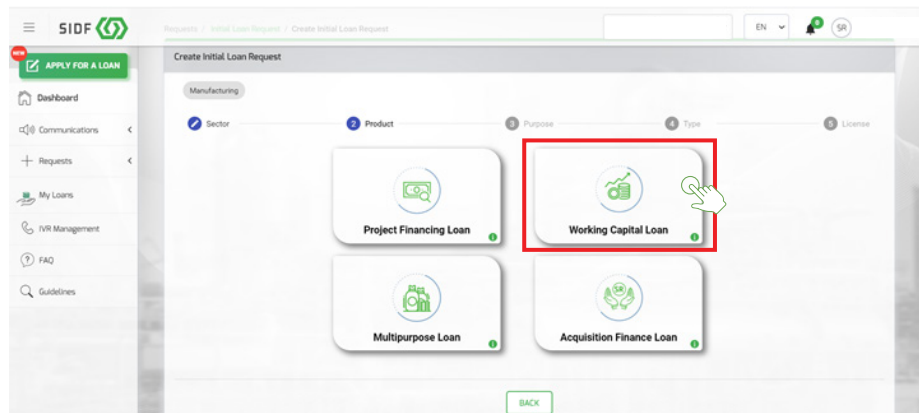 SIDF
Requests / Initial Loan Request / Create Initial Loan Request
EN
0
SR
NEW
APPLY FOR A LOAN
Create Initial Loan Request
Dashboard
Manufacturing
Communications
Sector
2 Product
3 Purpose
4 Type
5 License
Requests
My Loans
IVR Management
FAQ
Guidelines
Project Financing Loan
Working Capital Loan
SR
Multipurpose Loan
Acquisition Finance Loan
BACK